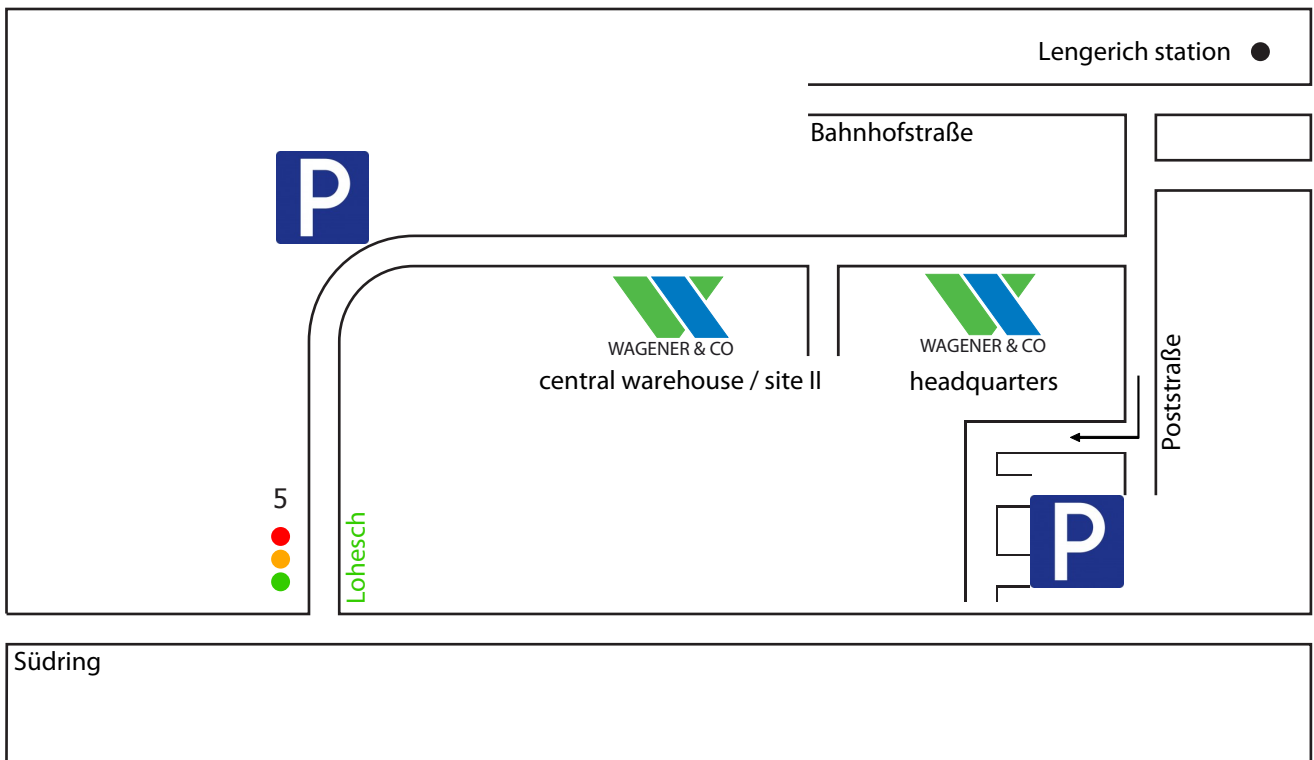 Lengerich station
Bahnhofstraße
P
WAGENER & CO
central warehouse / site II
WAGENER & CO
headquarters
Poststraße
5
Lohesch
P
Südring